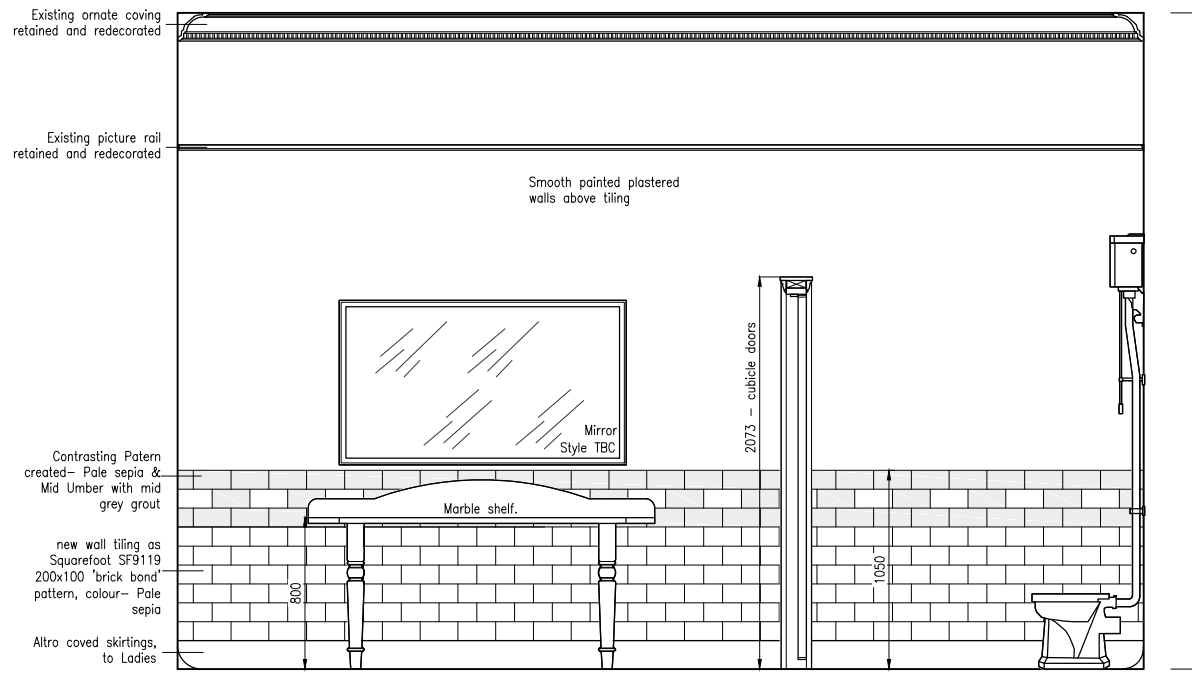 Existing ornate coving
retained and redecorated
Existing picture rail
retained and redecorated
Smooth painted plastered
walls above tiling
2073 – cubicle doors
Mirror
Style TBC
Contrasting Patern
created– Pale sepia &
Mid Umber with mid
grey grout
Marble shelf.
new wall tiling as
Squarefoot SF9119
200x100 'brick bond'
pattern, colour– Pale
sepia
800
1050
Altro coved skirtings,
to Ladies